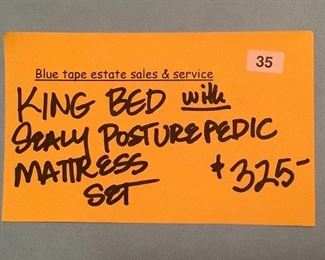 35
Blue tape estate sales & service
KING BED with
SEALY POSTUREPEDIC
MATTRESS $325-
SET